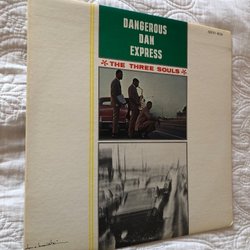 DANGEROUS
DAN
EXPRESS
THE THREE SOULS